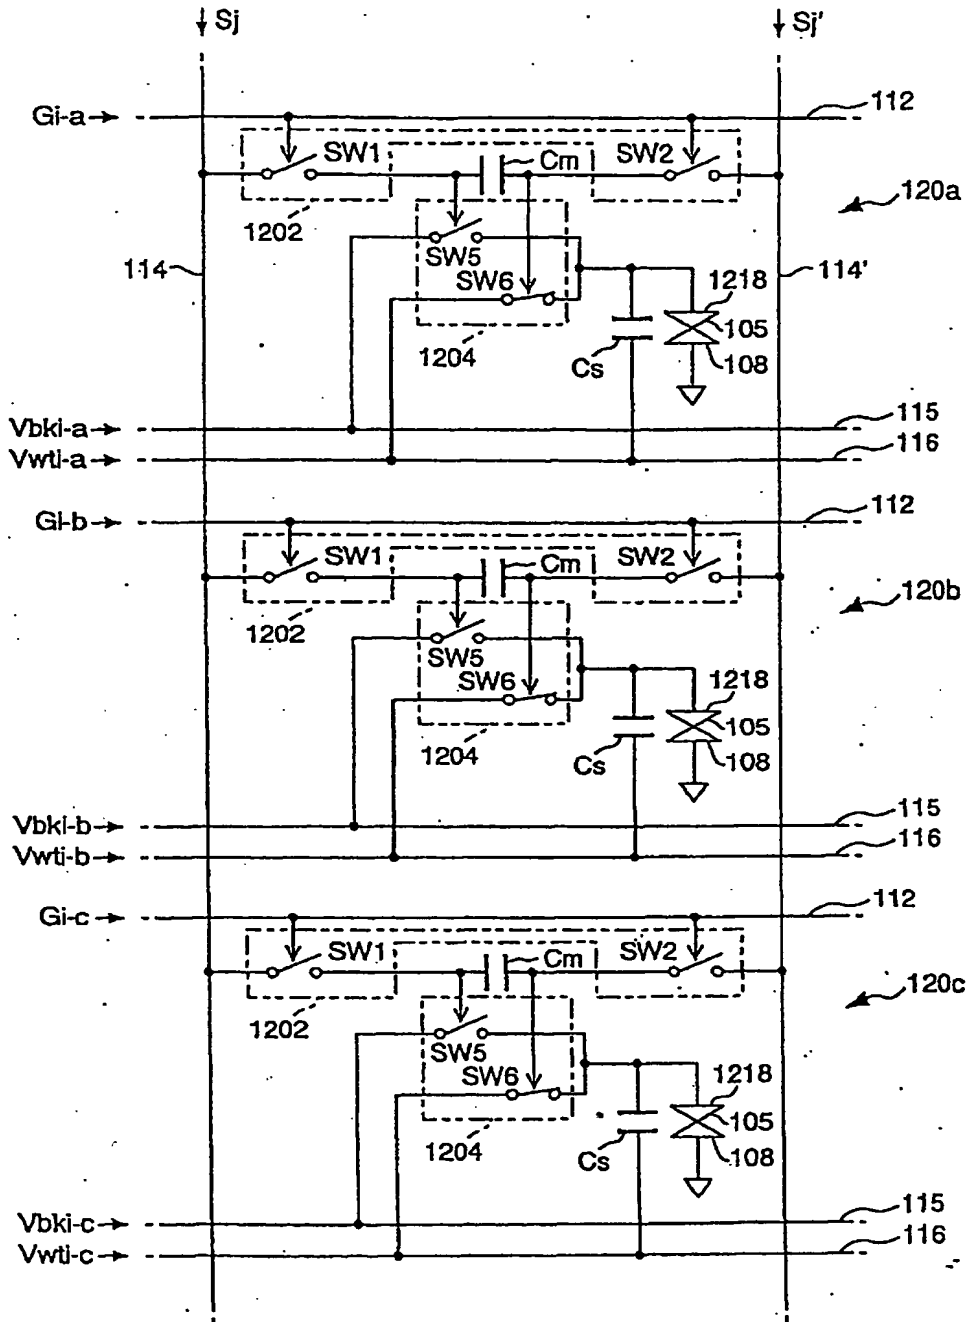 Sj
Sj'
Gi-a
112
SW1
Cm
SW2
1202
120a
SW5
114
114'
SW6
1218
105
108
1204
Cs
Vbki-a
115
Vwti-a
116
Gi-b
112
SW1
Cm
SW2
1202
120b
SW5
SW6
1218
105
108
1204
Cs
Vbki-b
115
Vwti-b
116
Gi-c
112
SW1
Cm
SW2
1202
120c
SW5
SW6
1218
105
108
1204
Cs
Vbki-c
115
Vwti-c
116